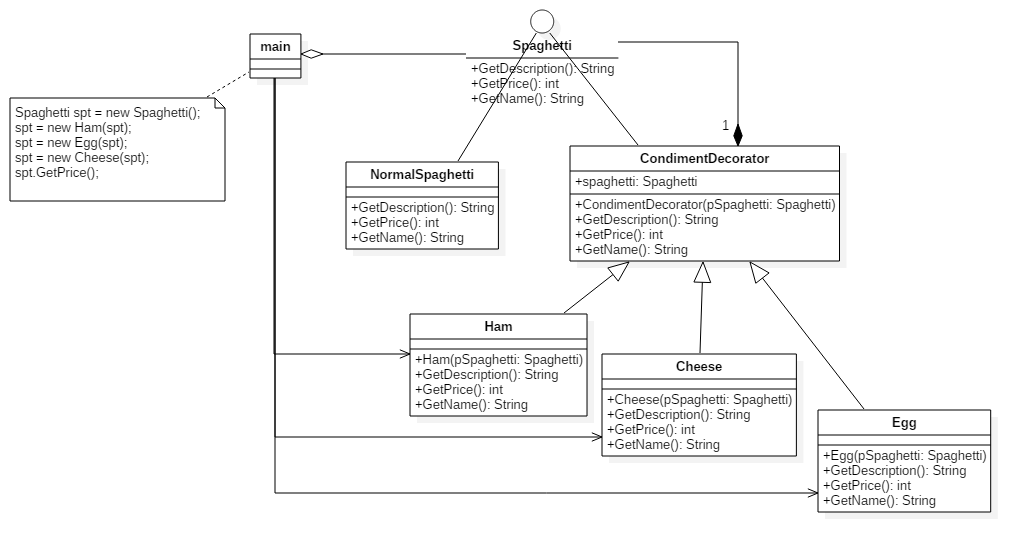 main
Spaghetti
+GetDescription(): String
+GetPrice(): int
+GetName(): String
Spaghetti spt = new Spaghetti();
spt = new Ham(spt);
spt = new Egg(spt);
spt = new Cheese(spt);
spt.GetPrice();
1
NormalSpaghetti
+GetDescription(): String
+GetPrice(): int
+GetName(): String
CondimentDecorator
+spaghetti: Spaghetti
+CondimentDecorator(pSpaghetti: Spaghetti)
+GetDescription(): String
+GetPrice(): int
+GetName(): String
Ham
+Ham(pSpaghetti: Spaghetti)
+GetDescription(): String
+GetPrice(): int
+GetName(): String
Cheese
+Cheese(pSpaghetti: Spaghetti)
+GetDescription(): String
+GetPrice(): int
+GetName(): String
Egg
+Egg(pSpaghetti: Spaghetti)
+GetDescription(): String
+GetPrice(): int
+GetName(): String